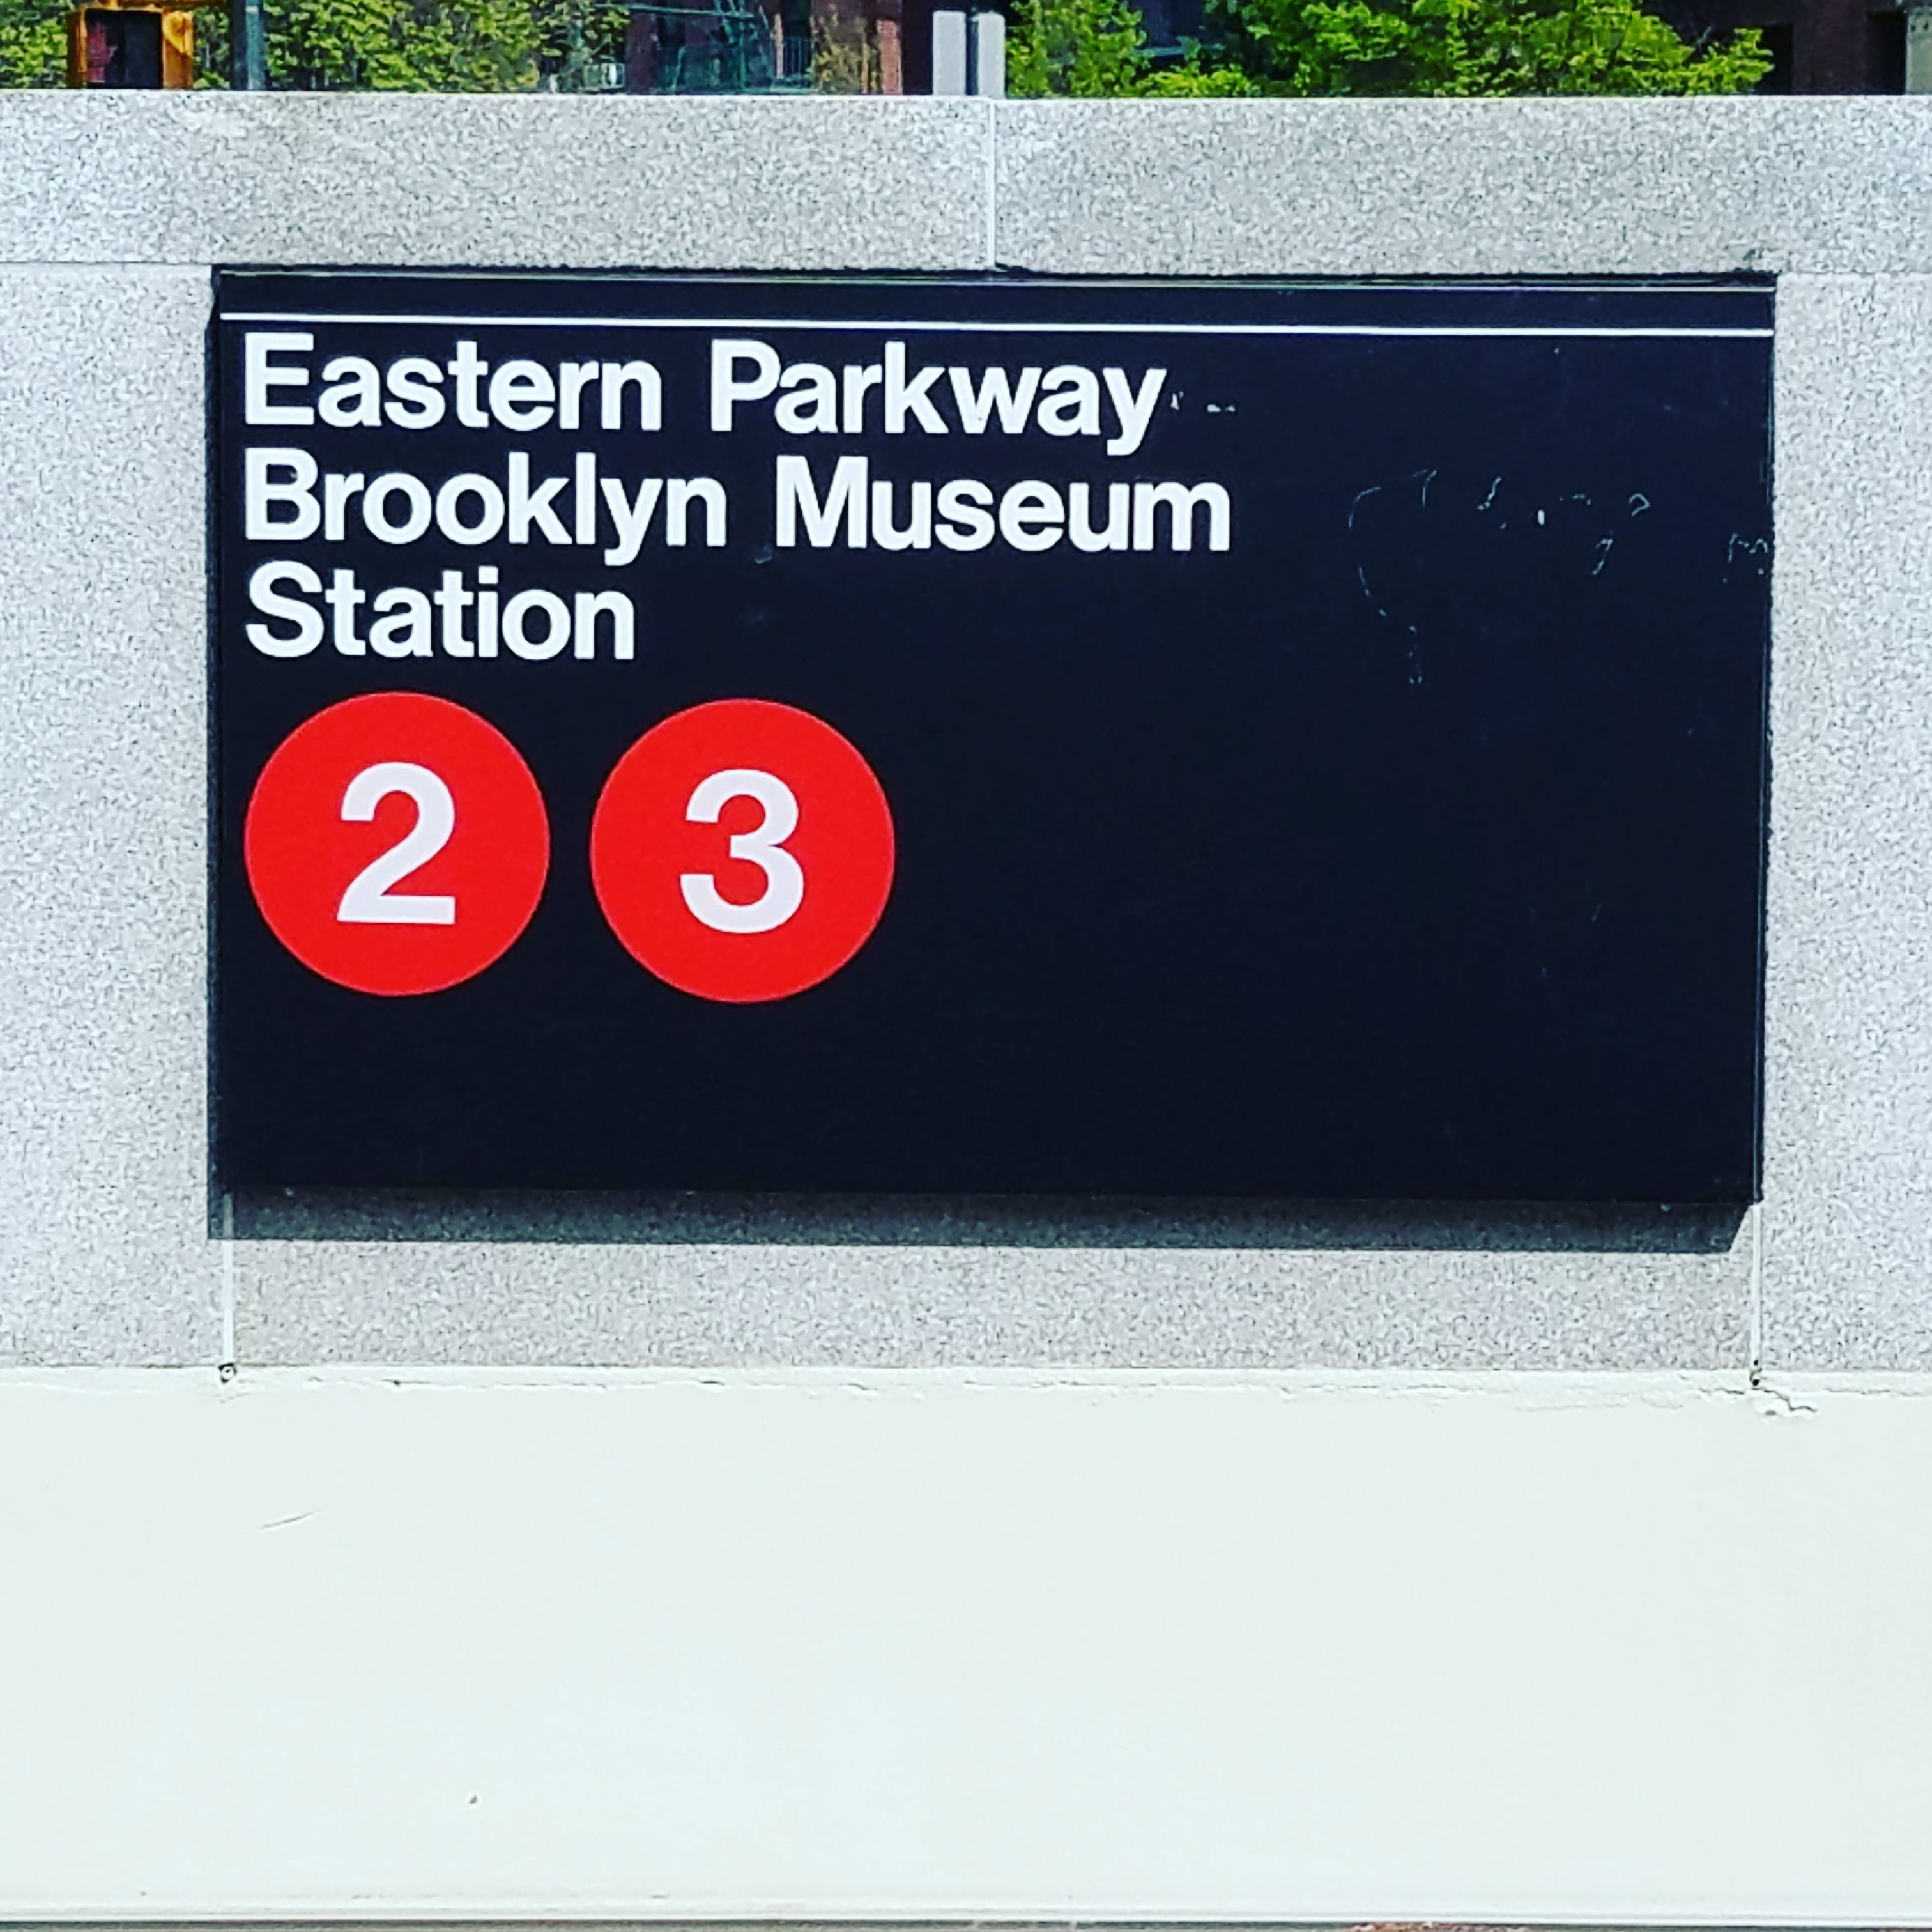 Eastern Parkway
Brooklyn Museum
Station
2 3